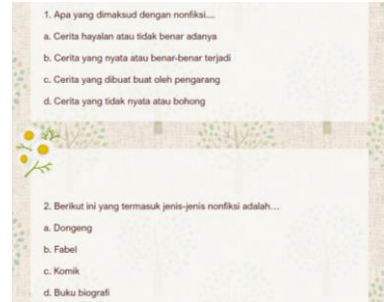 1. Apa yang dimaksud dengan nonfiksi....
a. Cerita hayalan atau tidak benar adanya
b. Cerita yang nyata atau benar-benar terjadi
c. Cerita yang dibuat buat oleh pengarang
d. Cerita yang tidak nyata atau bohong
2. Berikut ini yang termasuk jenis-jenis nonfiksi adalah...
a. Dongeng
b. Fabel
c. Komik
d. Buku biografi